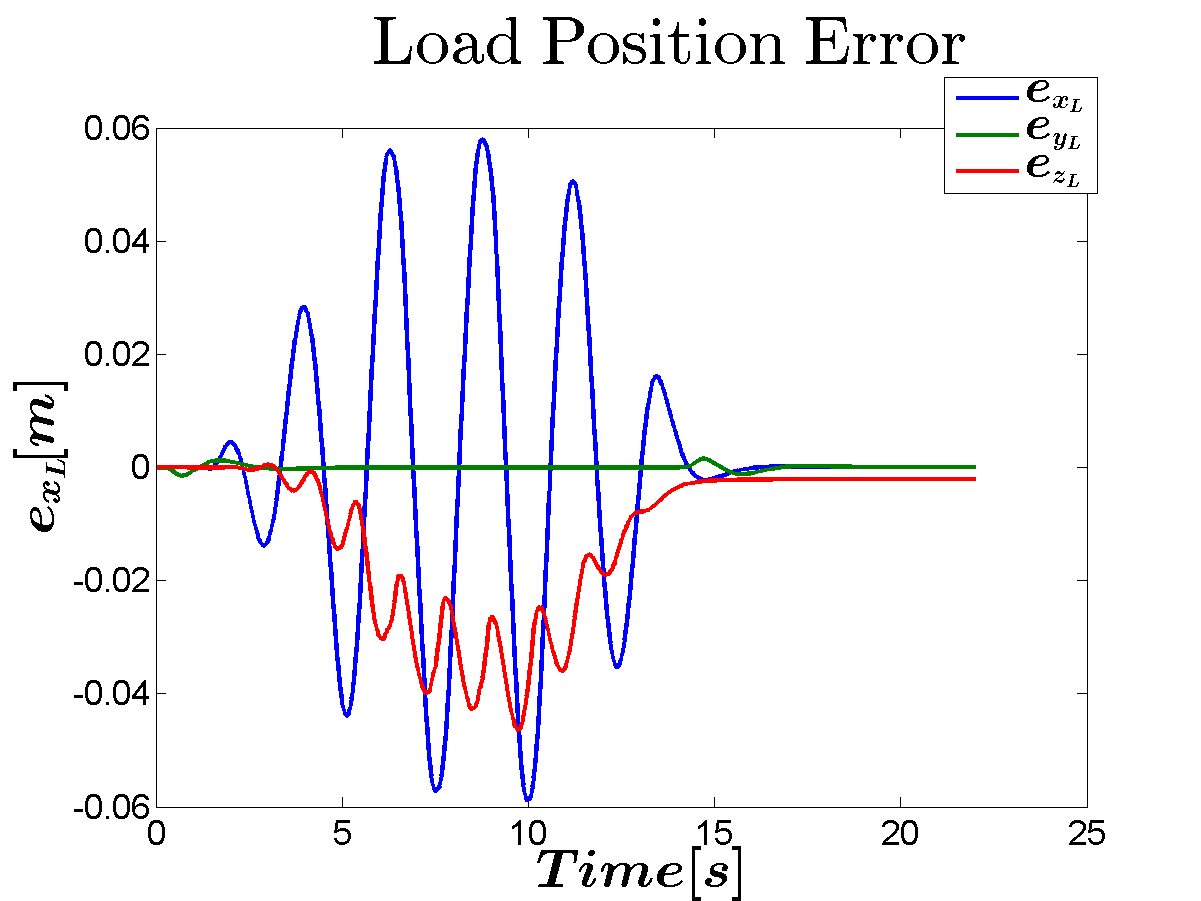 Load Position Error
e_{x_L}
e_{y_L}
e_{z_L}
0.06
0.04
0.02
0
-0.02
-0.04
-0.06
e_{x_L}[m]
0 5 10 15 20 25
Time[s]